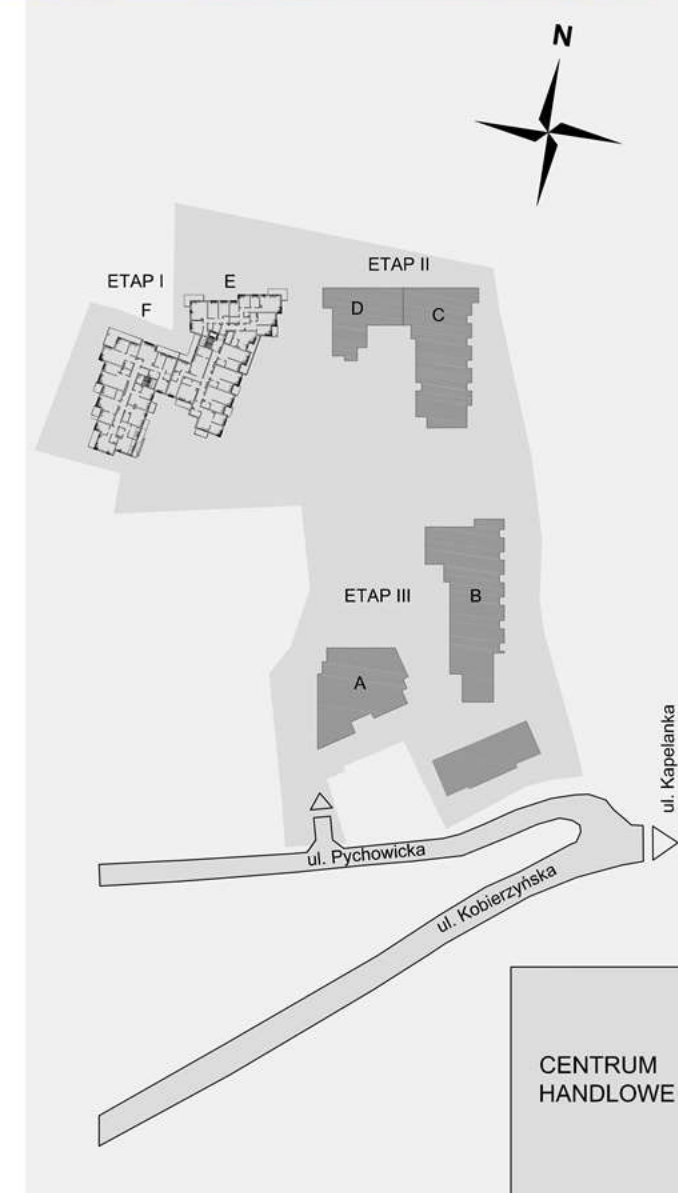 N
ETAP II
ETAP I
E
F
D
C
ETAP III
B
A
ul. Kapelanka
ul. Pychowicka
ul. Kobierzyńska
CENTRUM
HANDLOWE